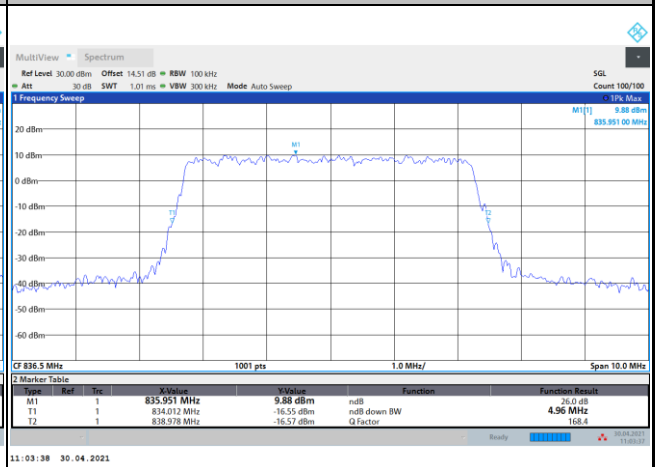 MultiView Spectrum
Ref Level 30.00 dBm Offset 14.51 dB RBW 100 kHz SGL
Att 30 dB SWT 1.01 ms VBW 300 kHz Mode Auto Sweep Count 100/100
1 Frequency Sweep 1Pk Max
M1[1] 9.88 dBm
835.951 00 MHz
M1
20 dBm
10 dBm
0 dBm
-10 dBm
T1 T2
-20 dBm
-30 dBm
-40 dBm
-50 dBm
-60 dBm
CF 836.5 MHz 1001 pts 1.0 MHz/ Span 10.0 MHz
2 Marker Table
Type Ref Trc X-Value Y-Value Function Function Result
M1 1 835.951 MHz 9.88 dBm ndB 26.0 dB
T1 1 834.012 MHz -16.55 dBm ndB down BW 4.96 MHz
T2 1 838.978 MHz -16.57 dBm Q Factor 168.4
Ready 30.04.2021
11:03:37
11:03:38 30.04.2021